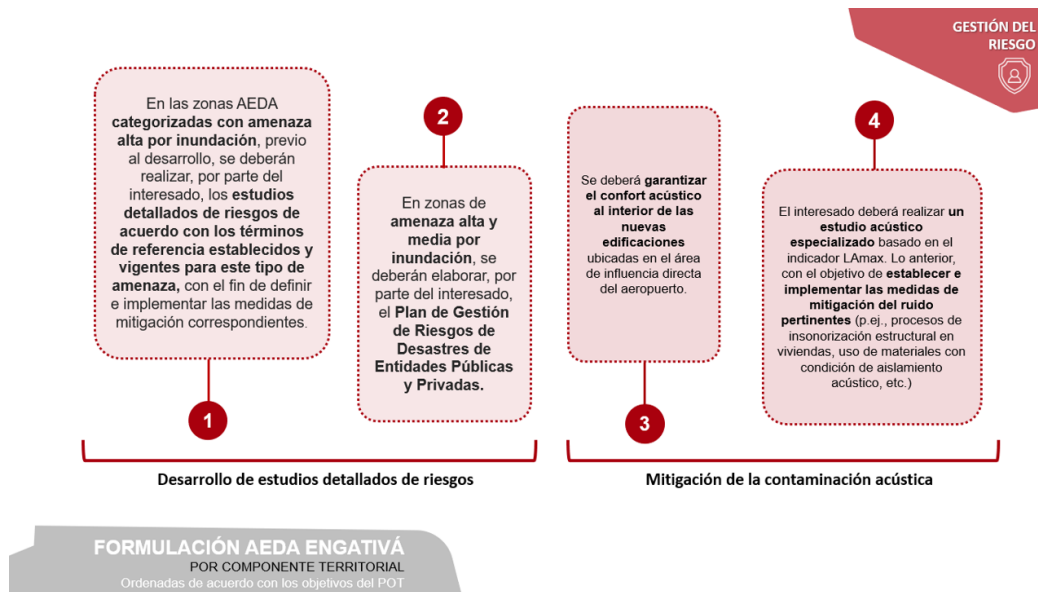 GESTIÓN DEL
RIESGO
En las zonas AEDA
categorizadas con amenaza
alta por inundación, previo
al desarrollo, se deberán
realizar, por parte del
interesado, los estudios
detallados de riesgos de
acuerdo con los términos
de referencia establecidos y
vigentes para este tipo de
amenaza, con el fin de definir
e implementar las medidas de
mitigación correspondientes.
1
2
En zonas de
amenaza alta y
media por
inundación, se
deberán elaborar, por
parte del interesado,
el Plan de Gestión
de Riesgos de
Desastres de
Entidades Públicas
y Privadas.
Desarrollo de estudios detallados de riesgos
Se deberá garantizar
el confort acústico
al interior de las
nuevas
edificaciones
ubicadas en el área
de influencia directa
del aeropuerto.
3
4
El interesado deberá realizar un
estudio acústico
especializado basado en el
indicador LAmax. Lo anterior,
con el objetivo de establecer e
implementar las medidas de
mitigación del ruido
pertinentes (p.ej., procesos de
insonorización estructural en
viviendas, uso de materiales con
condición de aislamiento
acústico, etc.)
Mitigación de la contaminación acústica
FORMULACIÓN AEDA ENGATIVÁ
POR COMPONENTE TERRITORIAL
Ordenadas de acuerdo con los objetivos del POT